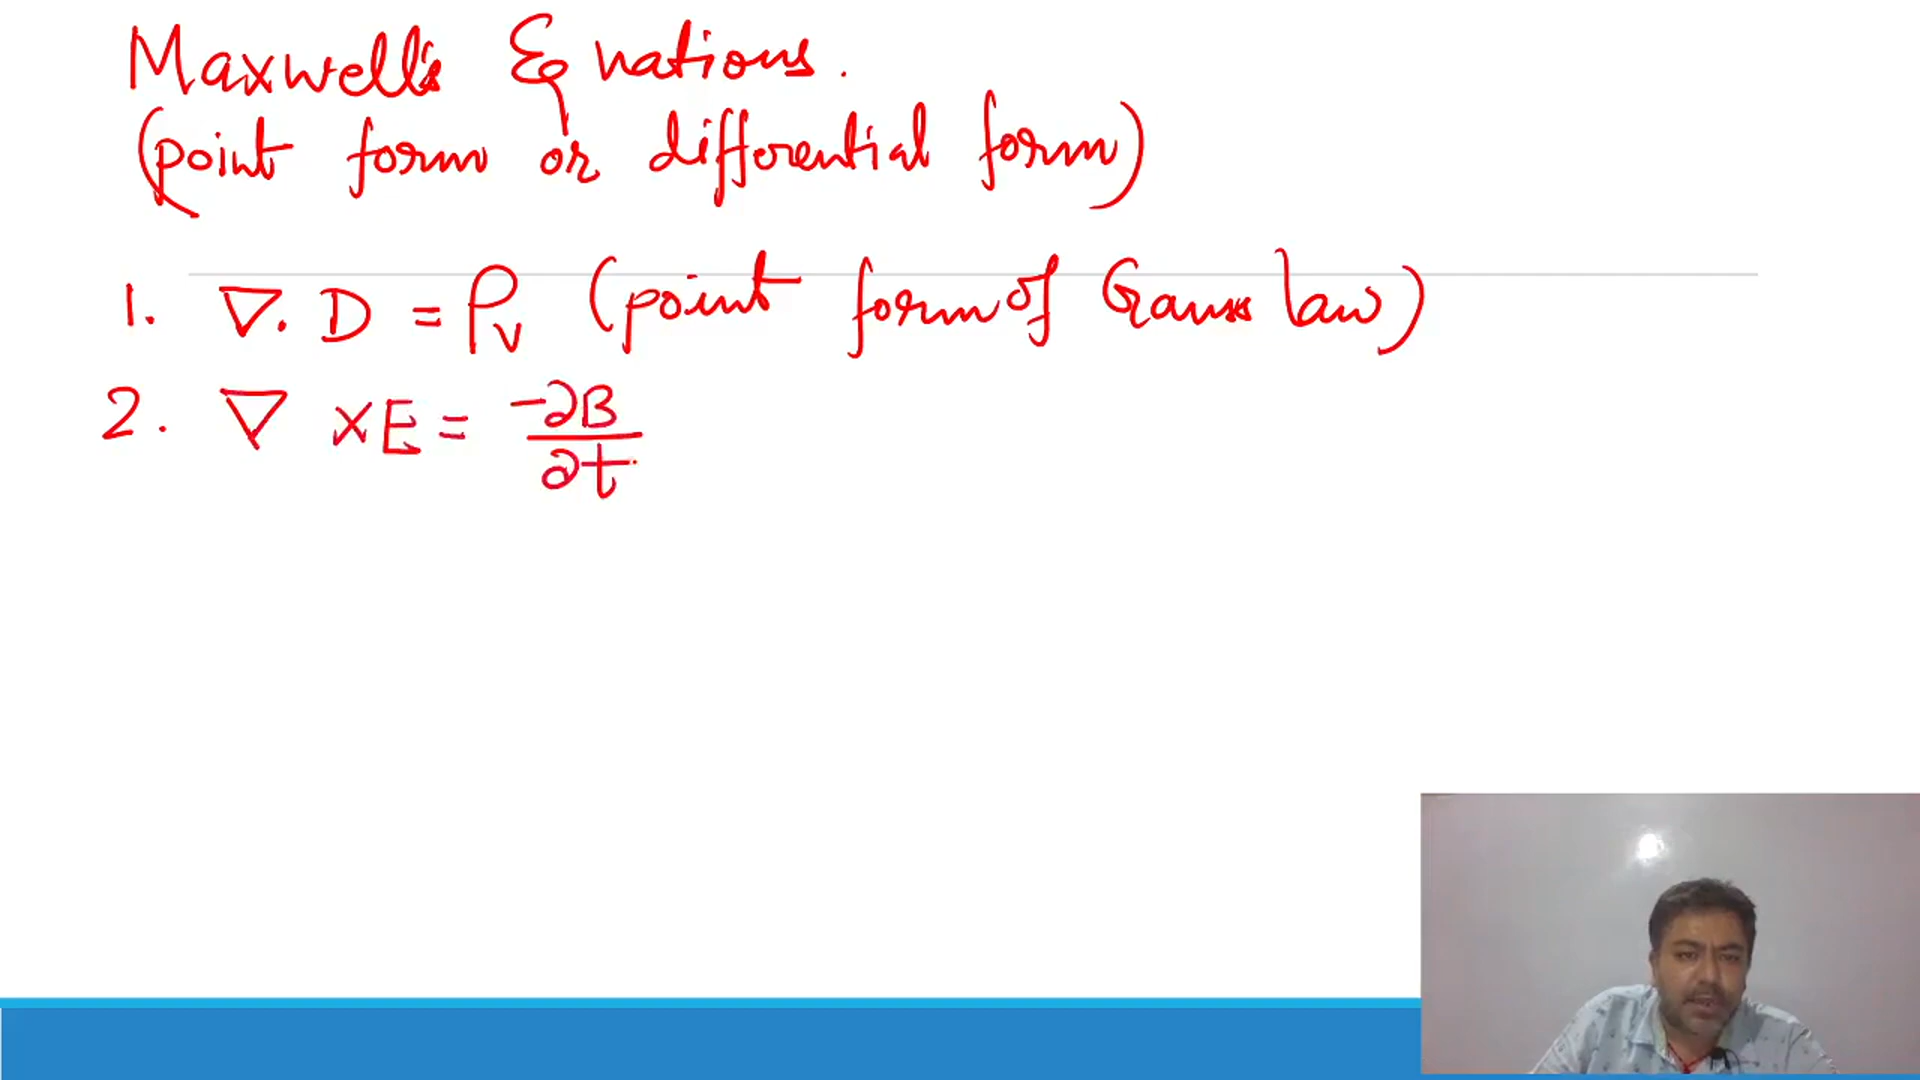 Maxwell's Equations.
(point form or differential form)
1. ∇. D = ρv (point form of Gauss law)
2. ∇ × E = -∂B/∂t